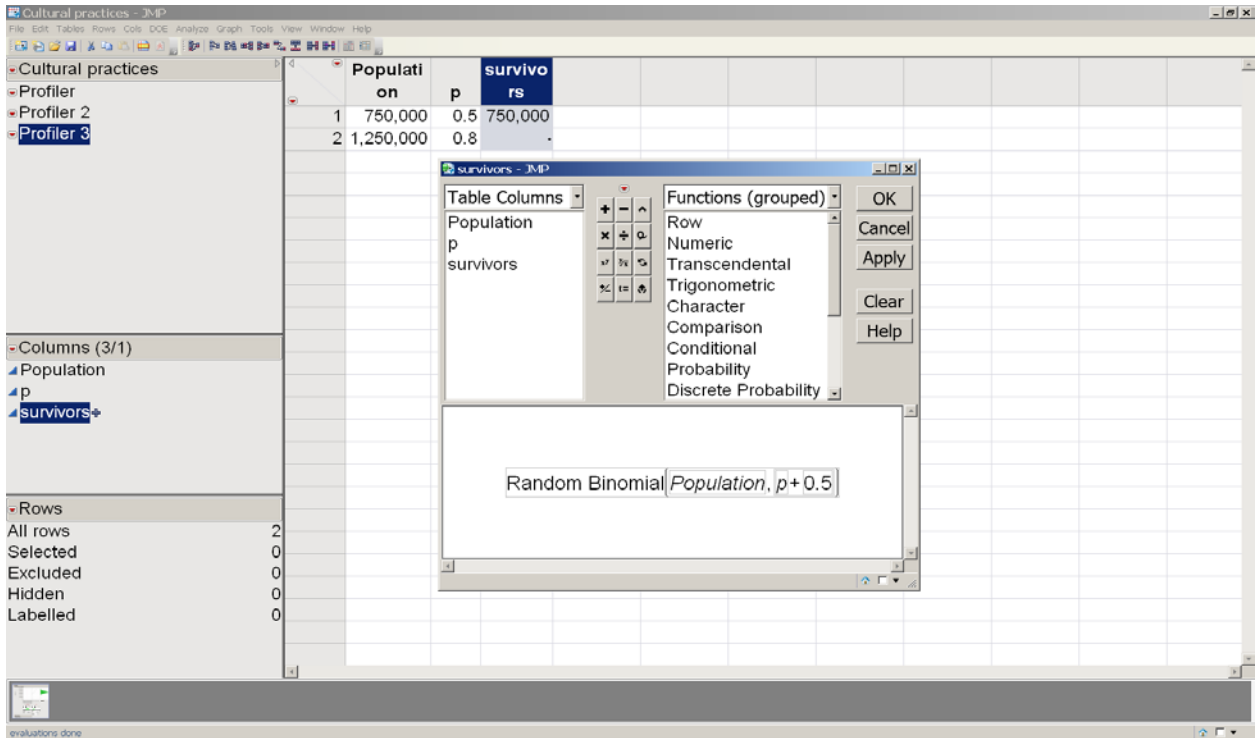 Cultural practices - JMP
File Edit Tables Rows Cols DOE Analyze Graph Tools View Window Help
Cultural practices
Profiler
Profiler 2
Profiler 3
Populati
on
p
survivo
rs
1 750,000 0.5 750,000
2 1,250,000 0.8 .
survivors - JMP
Table Columns
Population
p
survivors
Functions (grouped)
Row
Numeric
Transcendental
Trigonometric
Character
Comparison
Conditional
Probability
Discrete Probability
OK
Cancel
Apply
Clear
Help
Random Binomial(Population, p+0.5)
Columns (3/1)
Population
p
survivors
Rows
All rows 2
Selected 0
Excluded 0
Hidden 0
Labelled 0
evaluations done